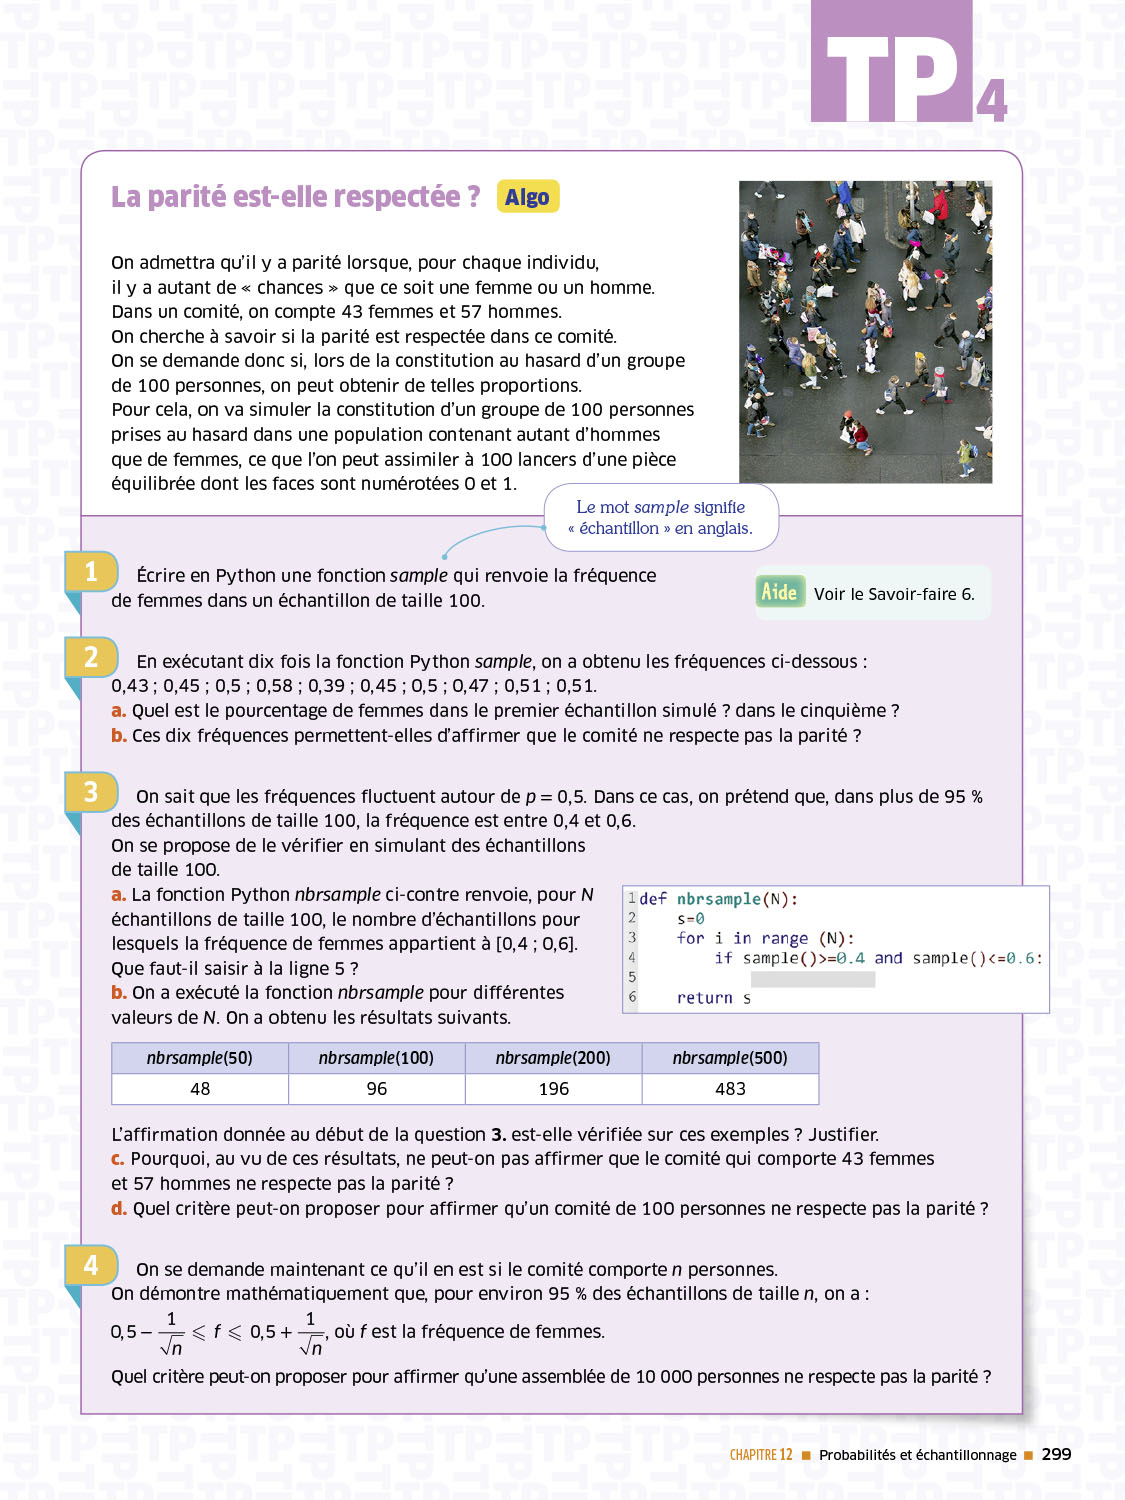 TP4
La parité est-elle respectée ? Algo
On admettra qu'il y a parité lorsque, pour chaque individu,
il y a autant de « chances » que ce soit une femme ou un homme.
Dans un comité, on compte 43 femmes et 57 hommes.
On cherche à savoir si la parité est respectée dans ce comité.
On se demande donc si, lors de la constitution au hasard d'un groupe
de 100 personnes, on peut obtenir de telles proportions.
Pour cela, on va simuler la constitution d'un groupe de 100 personnes
prises au hasard dans une population contenant autant d'hommes
que de femmes, ce que l'on peut assimiler à 100 lancers d'une pièce
équilibrée dont les faces sont numérotées 0 et 1.
Le mot sample signifie
« échantillon » en anglais.
1 Écrire en Python une fonction sample qui renvoie la fréquence
de femmes dans un échantillon de taille 100.
Aide Voir le Savoir-faire 6.
2 En exécutant dix fois la fonction Python sample, on a obtenu les fréquences ci-dessous :
0,43 ; 0,45 ; 0,5 ; 0,58 ; 0,39 ; 0,45 ; 0,5 ; 0,47 ; 0,51 ; 0,51.
a. Quel est le pourcentage de femmes dans le premier échantillon simulé ? dans le cinquième ?
b. Ces dix fréquences permettent-elles d'affirmer que le comité ne respecte pas la parité ?
3 On sait que les fréquences fluctuent autour de p = 0,5. Dans ce cas, on prétend que, dans plus de 95 %
des échantillons de taille 100, la fréquence est entre 0,4 et 0,6.
On se propose de le vérifier en simulant des échantillons
de taille 100.
a. La fonction Python nbrsample ci-contre renvoie, pour N
échantillons de taille 100, le nombre d'échantillons pour
lesquels la fréquence de femmes appartient à [0,4 ; 0,6].
Que faut-il saisir à la ligne 5 ?
b. On a exécuté la fonction nbrsample pour différentes
valeurs de N. On a obtenu les résultats suivants.
1 def nbrsample(N):
2 s=0
3 for i in range (N):
4 if sample()>=0.4 and sample()<=0.6:
5
6 return s
nbrsample(50) nbrsample(100) nbrsample(200) nbrsample(500)
48 96 196 483
L'affirmation donnée au début de la question 3. est-elle vérifiée sur ces exemples ? Justifier.
c. Pourquoi, au vu de ces résultats, ne peut-on pas affirmer que le comité qui comporte 43 femmes
et 57 hommes ne respecte pas la parité ?
d. Quel critère peut-on proposer pour affirmer qu'un comité de 100 personnes ne respecte pas la parité ?
4 On se demande maintenant ce qu'il en est si le comité comporte n personnes.
On démontre mathématiquement que, pour environ 95 % des échantillons de taille n, on a :
0,5 − 1/√n ⩽ f ⩽ 0,5 + 1/√n, où f est la fréquence de femmes.
Quel critère peut-on proposer pour affirmer qu'une assemblée de 10 000 personnes ne respecte pas la parité ?
CHAPITRE 12 ■ Probabilités et échantillonnage ■ 299